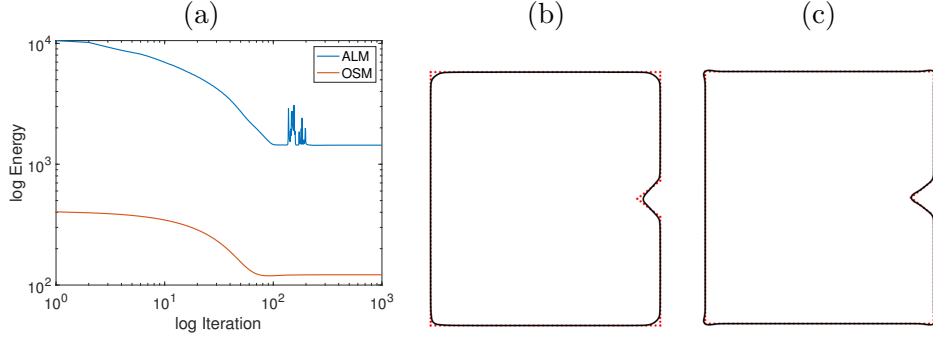 (a)
(b)
(c)
10^4
10^3
10^2
log Energy
ALM
OSM
10^0
10^1
10^2
10^3
log Iteration